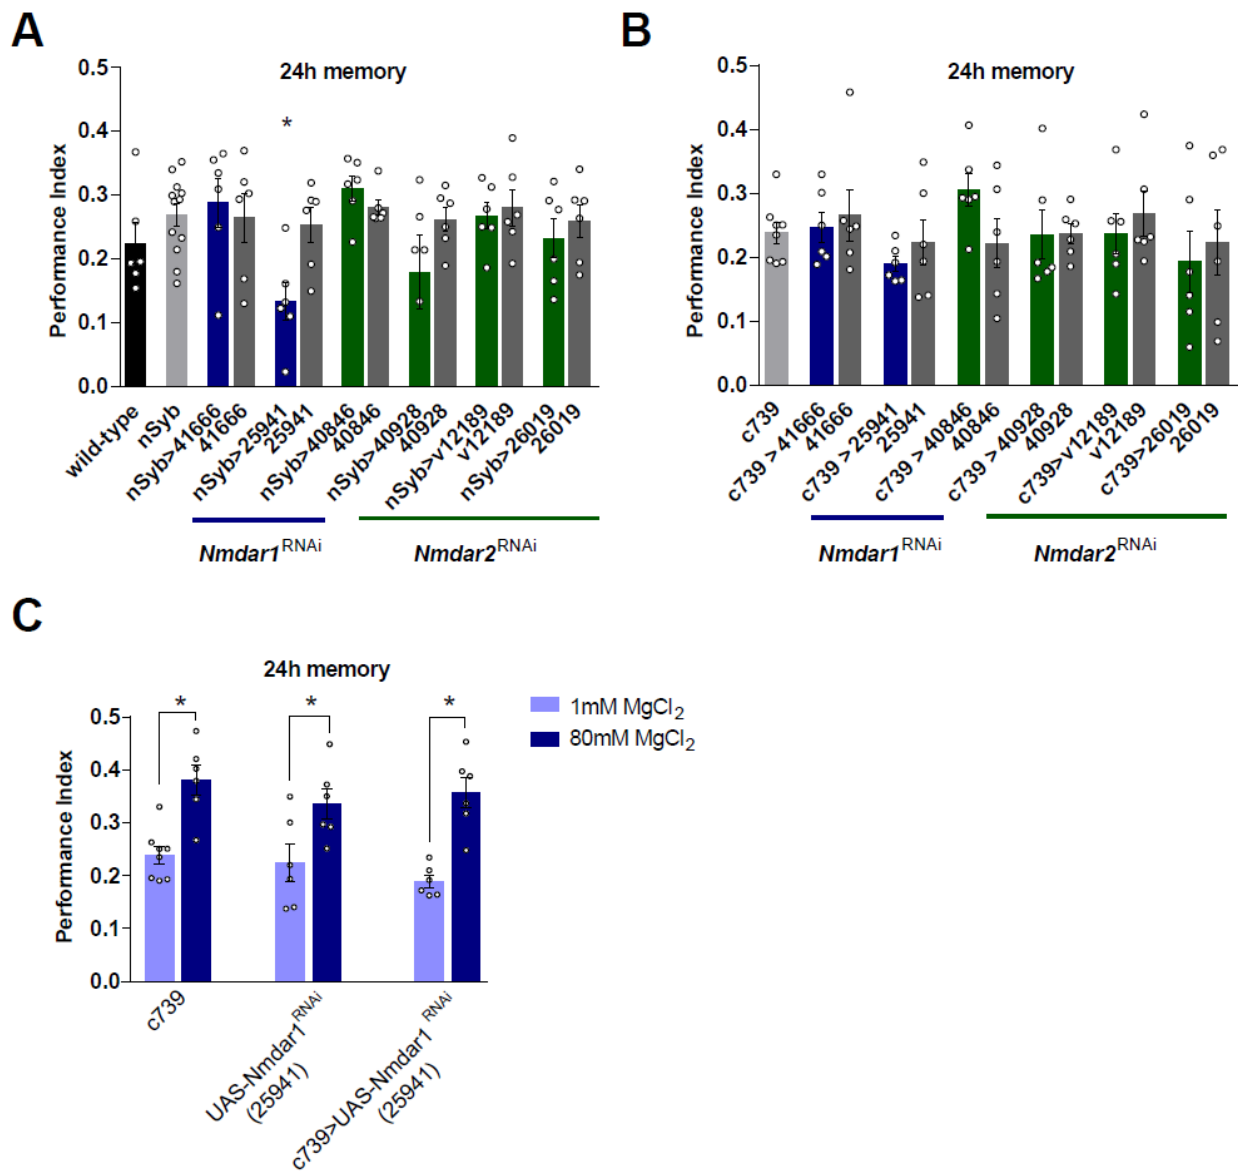 A
24h memory
Performance Index
0.5
0.4
0.3
0.2
0.1
0.0
*
wild-type
nSyb
nSyb>41666
41666
nSyb>25941
25941
nSyb>40846
40846
nSyb>40928
40928
nSyb>v12189
v12189
nSyb>26019
26019
Nmdar1RNAi
Nmdar2RNAi
B
24h memory
Performance Index
0.5
0.4
0.3
0.2
0.1
0.0
c739
c739 > 41666
41666
c739 > 25941
25941
c739 > 40846
40846
c739 > 40928
40928
c739> v12189
v12189
c739>26019
26019
Nmdar1RNAi
Nmdar2RNAi
C
24h memory
Performance Index
0.5
0.4
0.3
0.2
0.1
0.0
*
*
*
1mM MgCl2
80mM MgCl2
c739
UAS-Nmdar1RNAi
(25941)
c739>UAS-Nmdar1RNAi
(25941)